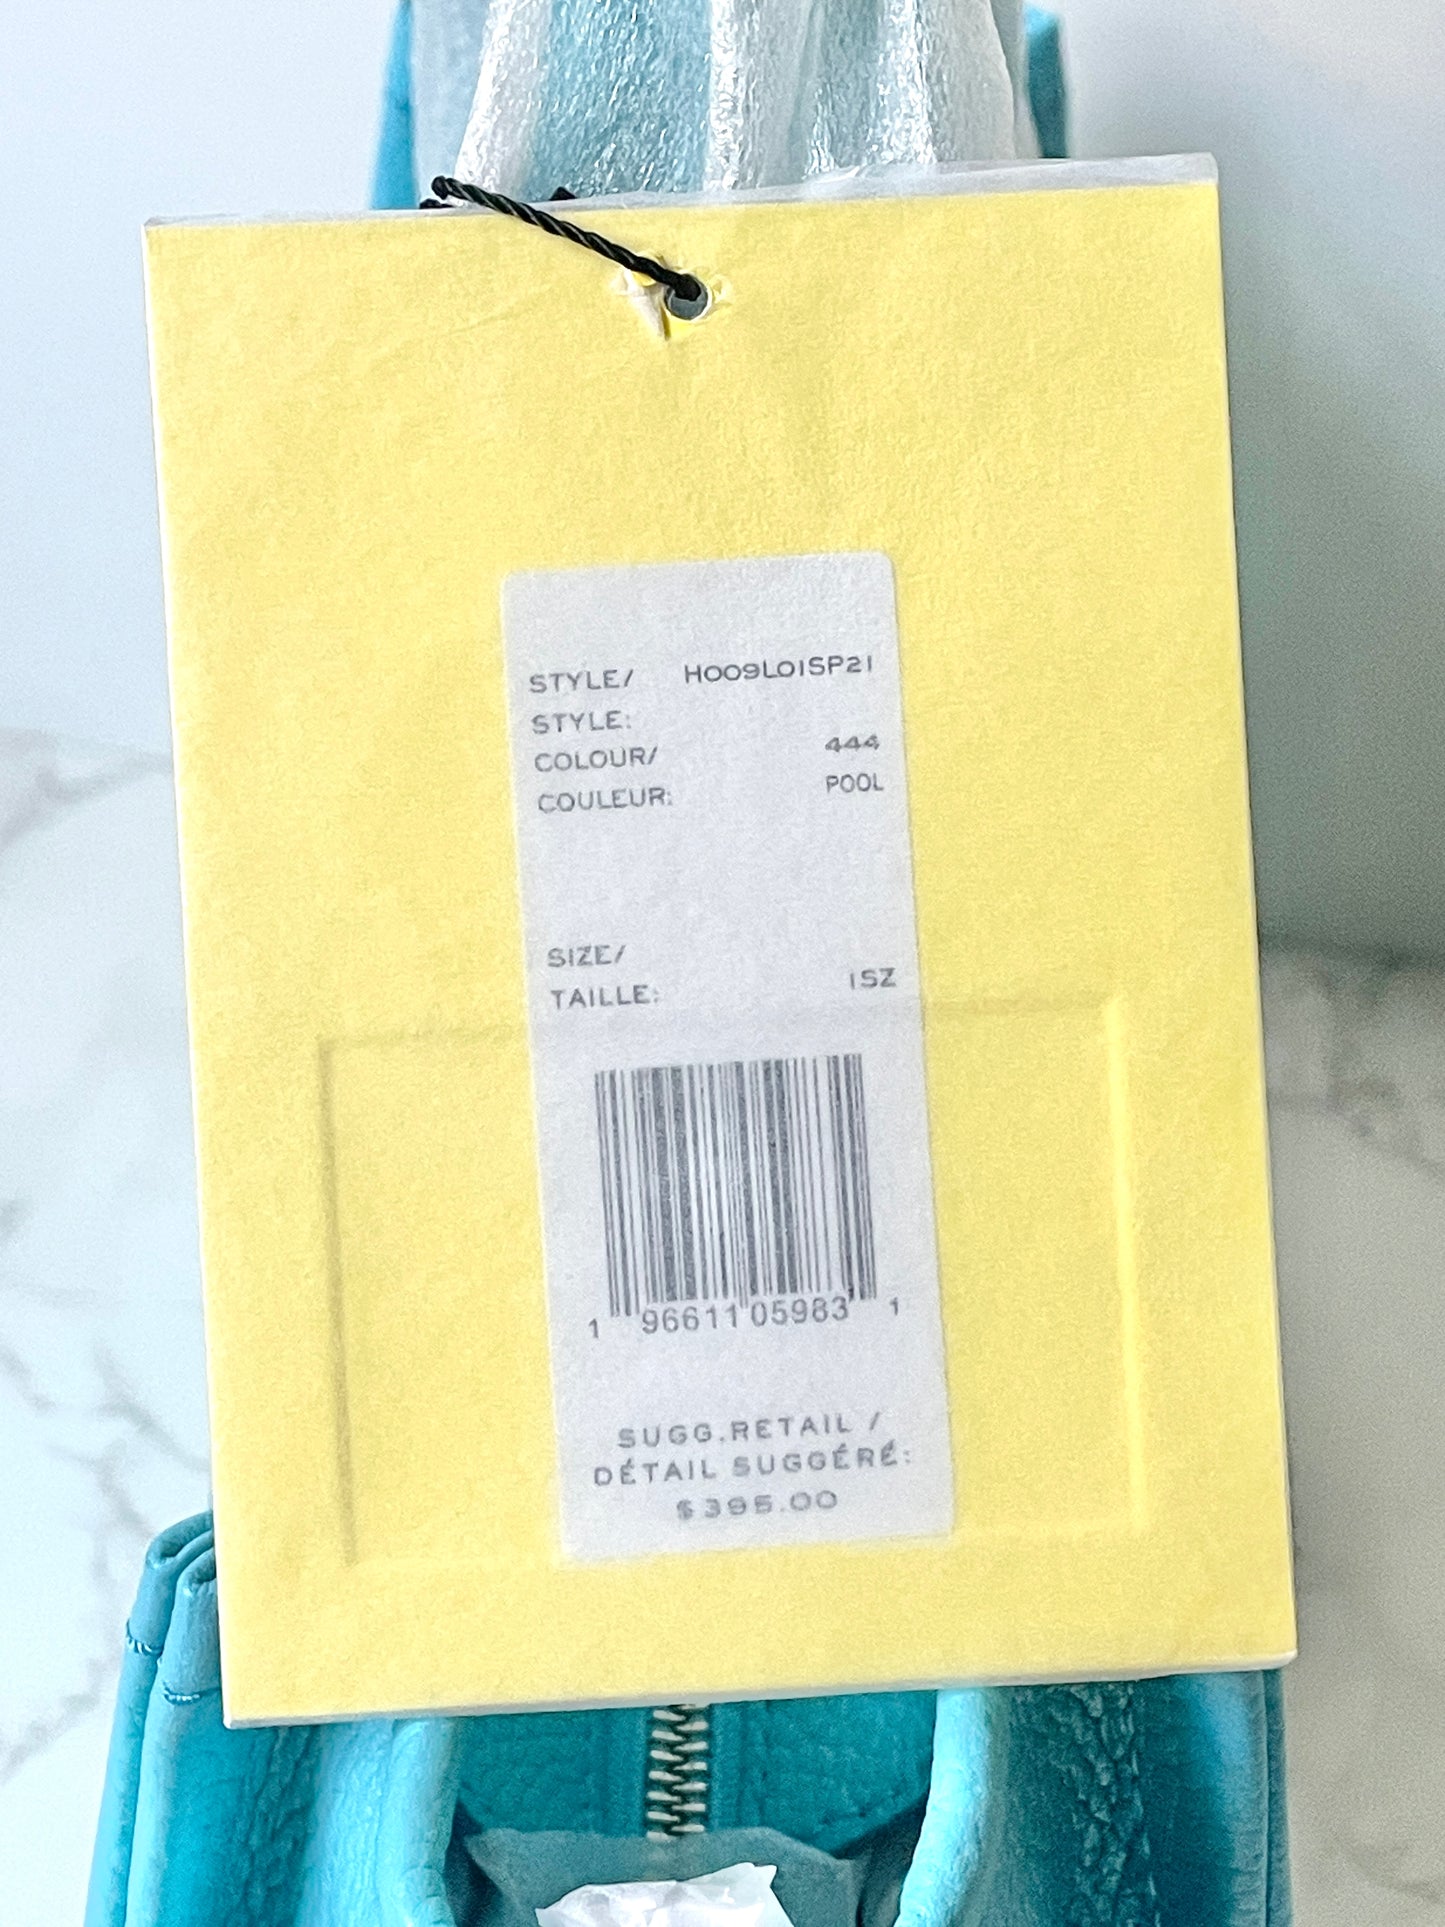 STYLE/ H009L01SP21
STYLE:
COLOUR/ 444
COULEUR: POOL
SIZE/
TAILLE: 1SZ
1 96611 05983 1
SUGG.RETAIL /
DÉTAIL SUGGÉRÉ:
$395.00